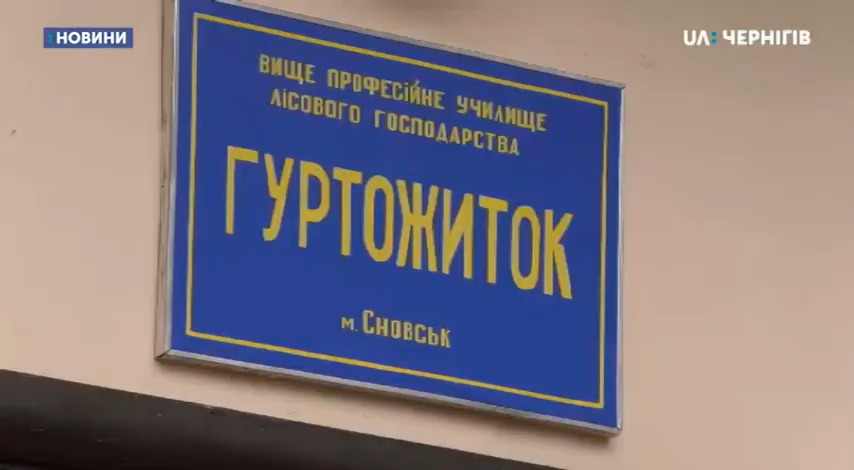 НОВИНИ
UA: ЧЕРНІГІВ
ВИЩЕ ПРОФЕСІЙНЕ УЧИЛИЩЕ
ЛІСОВОГО ГОСПОДАРСТВА
ГУРТОЖИТОК
м. Сновськ